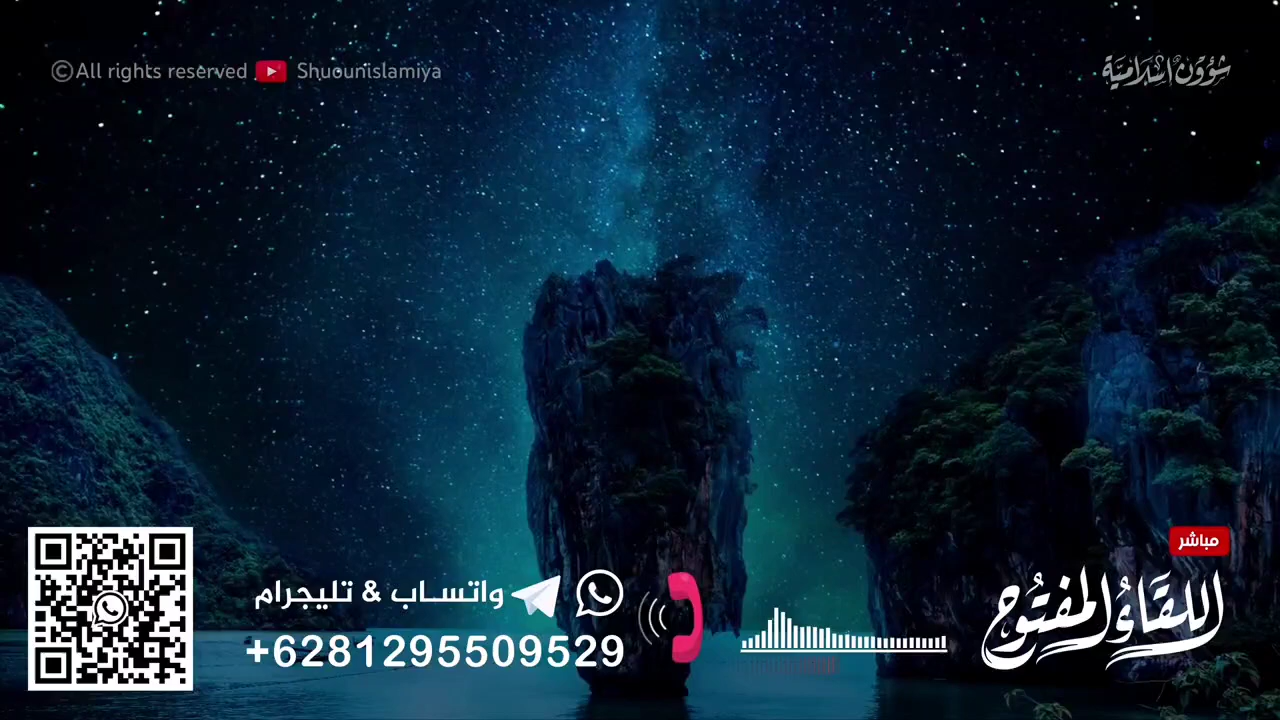 ©All rights reserved Shuounislamiya
شؤون إسلامية
مباشر
اللقاء المفتوح
واتساب & تليجرام
+6281295509529